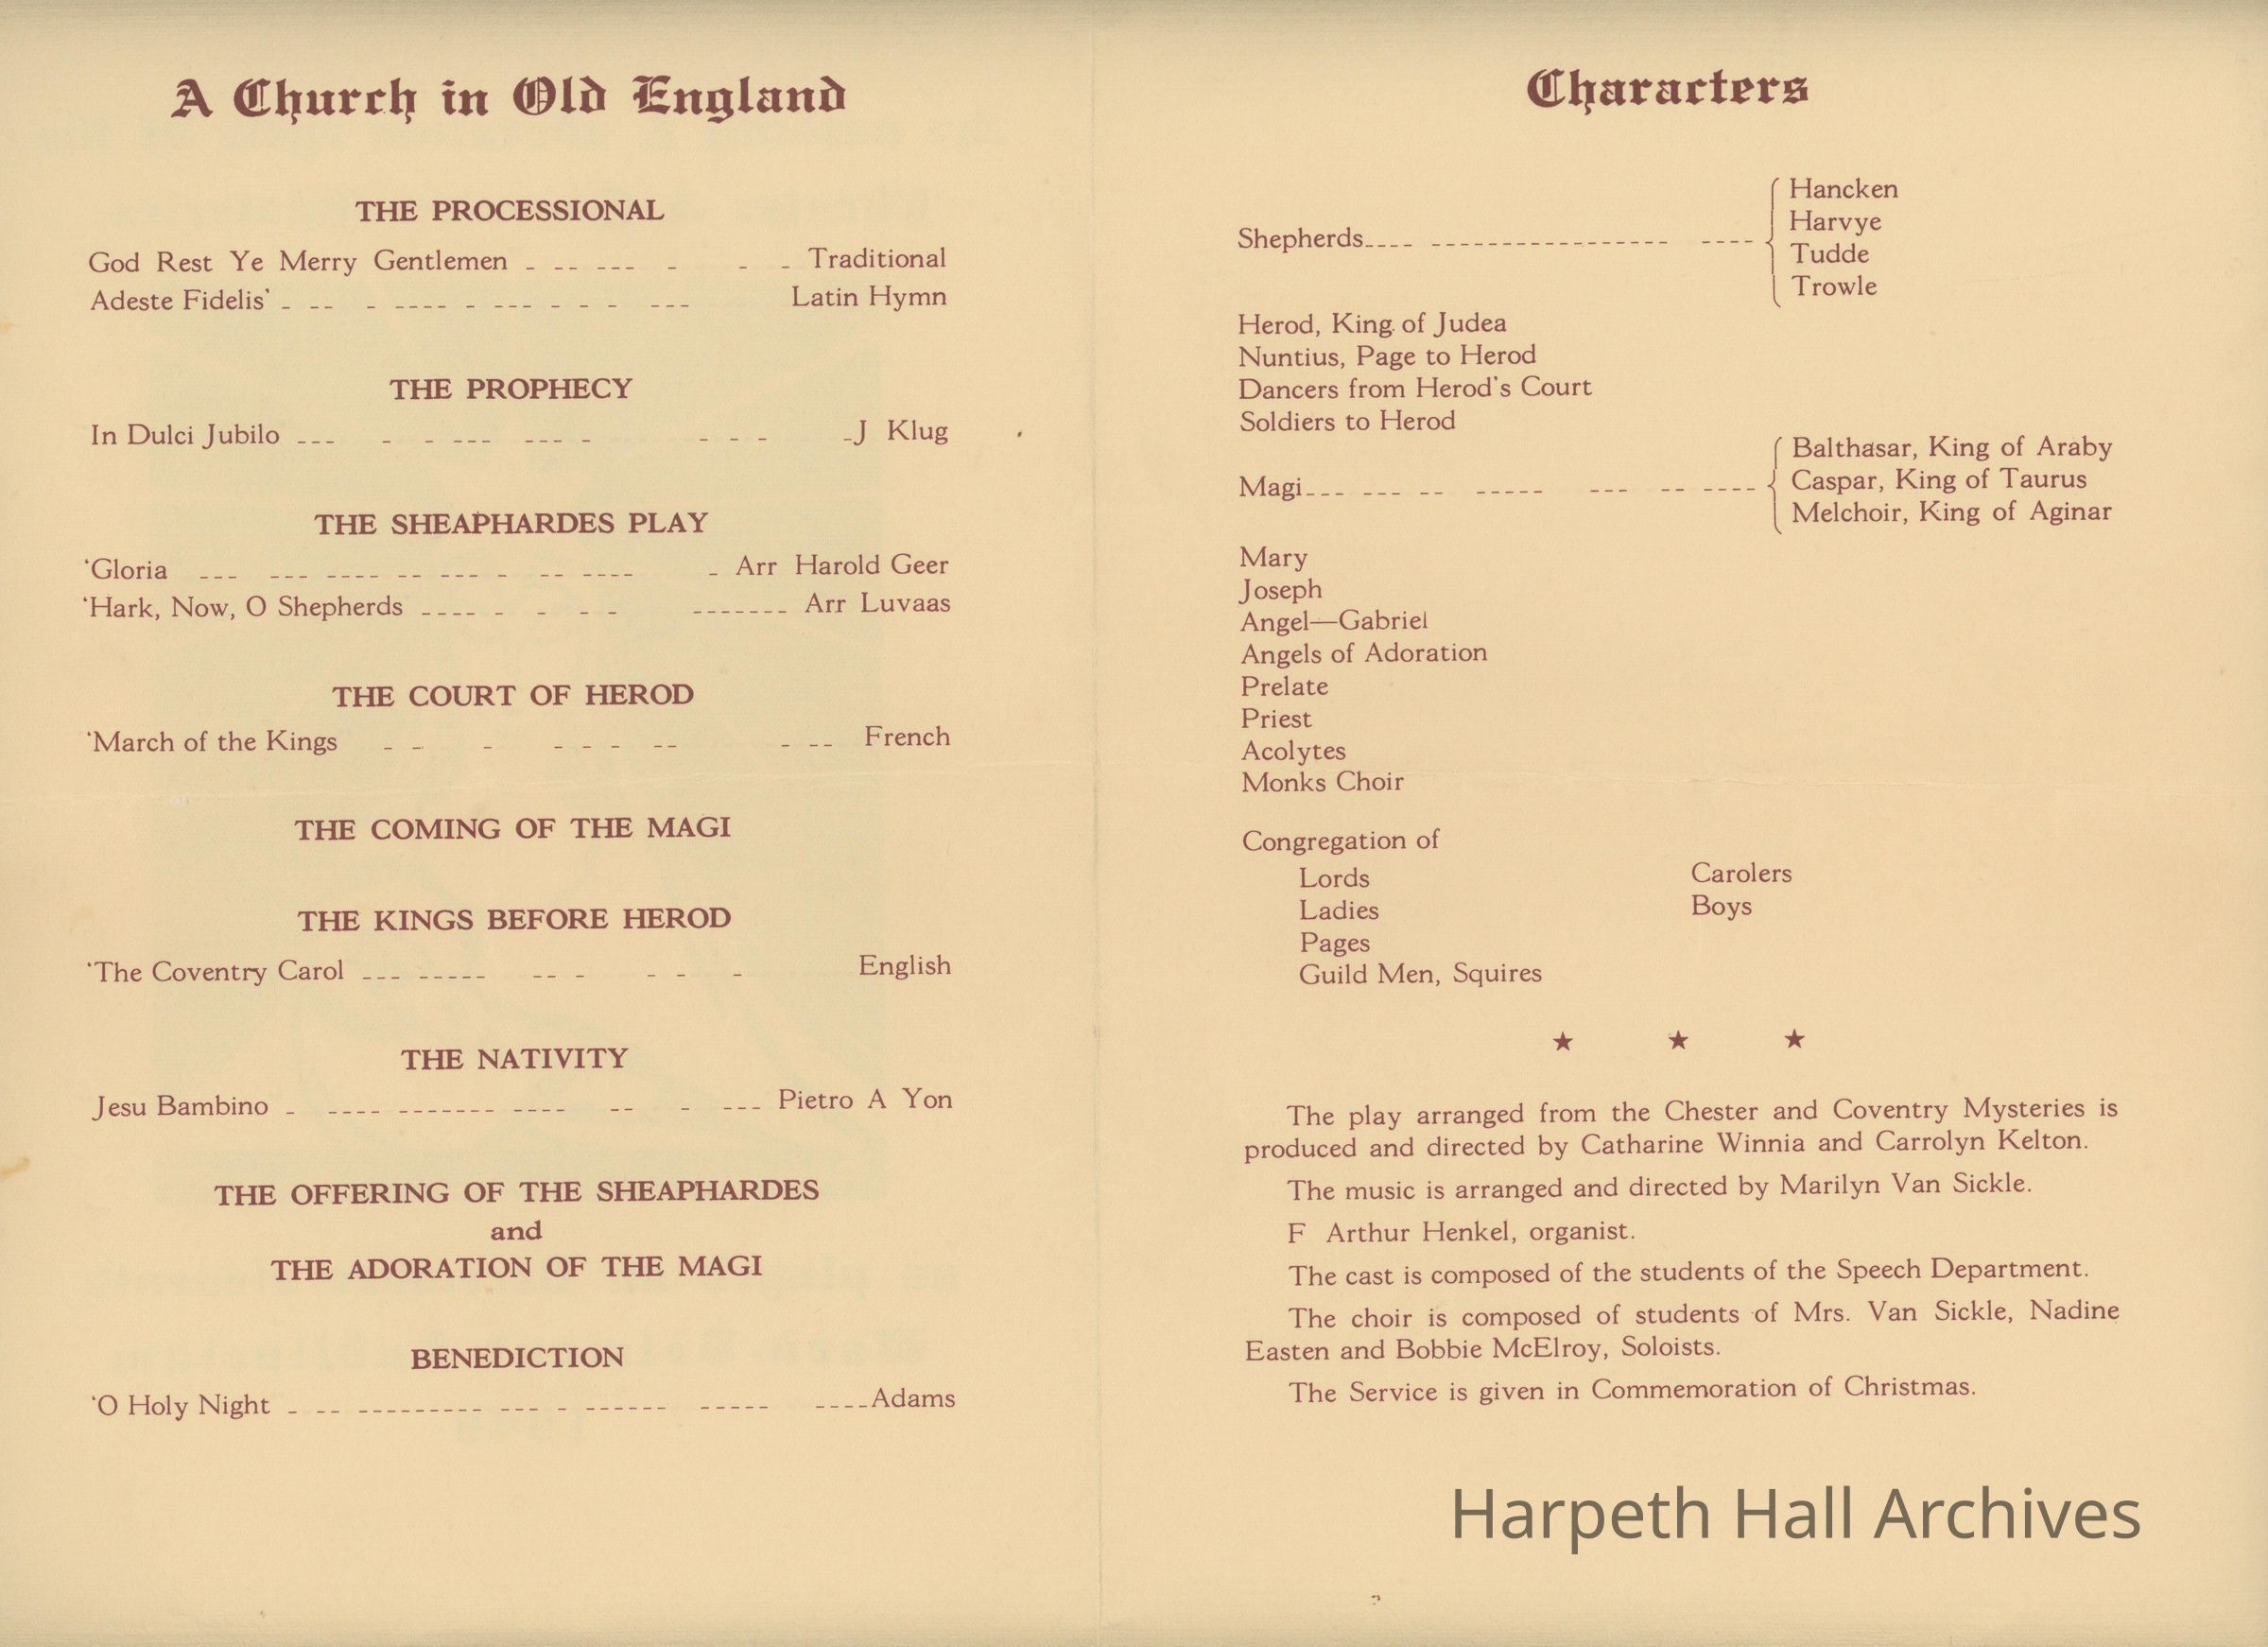 A Church in Old England
THE PROCESSIONAL
God Rest Ye Merry Gentlemen - -- --- - - - Traditional
Adeste Fidelis' - -- - ---- - --- - - - --- Latin Hymn
THE PROPHECY
In Dulci Jubilo --- - - --- --- - - - - -J Klug
THE SHEAPHARDES PLAY
'Gloria --- --- ---- -- --- - -- ---- - Arr Harold Geer
'Hark, Now, O Shepherds ---- - - - - ------- Arr Luvaas
THE COURT OF HEROD
'March of the Kings - - - - - - -- - -- French
THE COMING OF THE MAGI
THE KINGS BEFORE HEROD
'The Coventry Carol --- ----- -- - - - - English
THE NATIVITY
Jesu Bambino - ---- ------- ---- -- - --- Pietro A Yon
THE OFFERING OF THE SHEAPHARDES
and
THE ADORATION OF THE MAGI
BENEDICTION
'O Holy Night - -- --------- --- - ------ ----- ----Adams
Characters
Shepherds---- ----------------- ----
Hancken
Harvye
Tudde
Trowle
Herod, King of Judea
Nuntius, Page to Herod
Dancers from Herod's Court
Soldiers to Herod
Magi--- --- -- ----- --- -- ----
Balthasar, King of Araby
Caspar, King of Taurus
Melchoir, King of Aginar
Mary
Joseph
Angel—Gabriel
Angels of Adoration
Prelate
Priest
Acolytes
Monks Choir
Congregation of
Lords
Ladies
Pages
Guild Men, Squires
Carolers
Boys
★ ★ ★
The play arranged from the Chester and Coventry Mysteries is
produced and directed by Catharine Winnia and Carrolyn Kelton.
The music is arranged and directed by Marilyn Van Sickle.
F Arthur Henkel, organist.
The cast is composed of the students of the Speech Department.
The choir is composed of students of Mrs. Van Sickle, Nadine
Easten and Bobbie McElroy, Soloists.
The Service is given in Commemoration of Christmas.
Harpeth Hall Archives